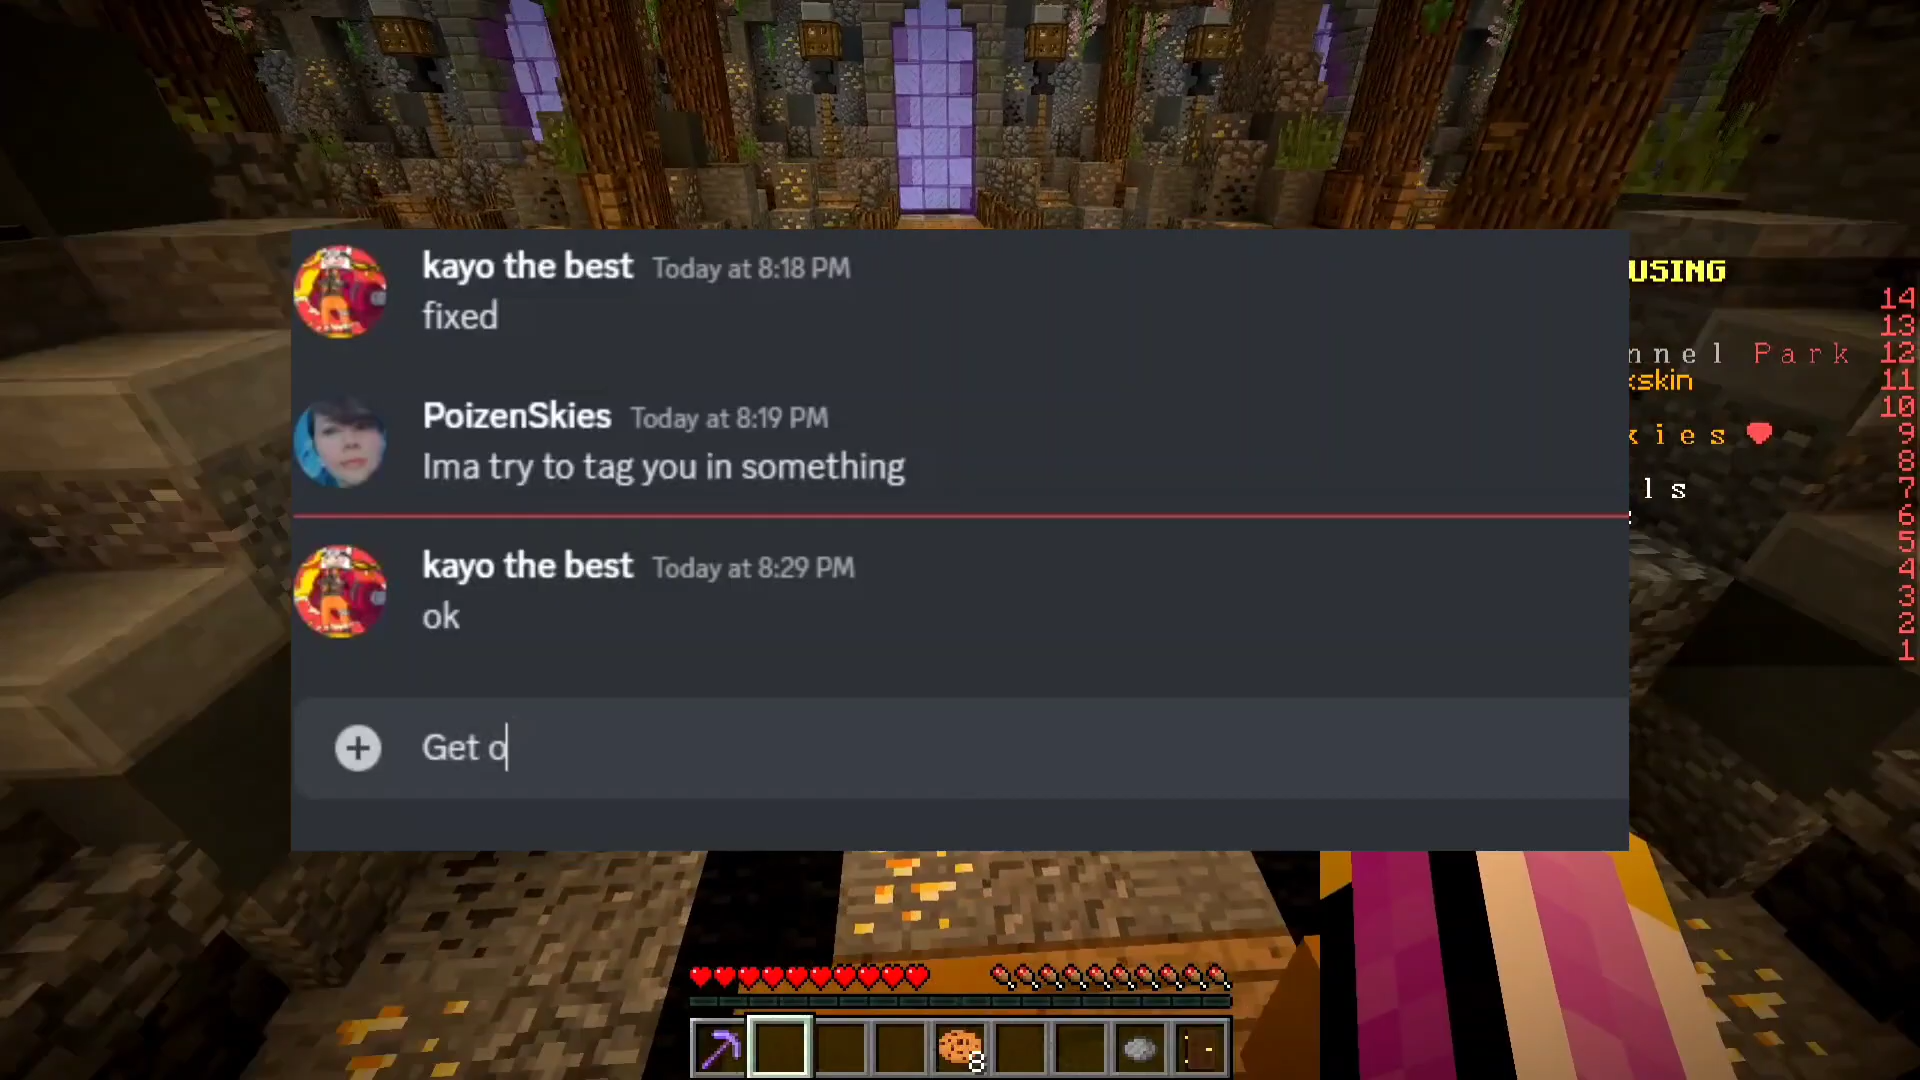 kayo the best Today at 8:18 PM
fixed
PoizenSkies Today at 8:19 PM
Ima try to tag you in something
kayo the best Today at 8:29 PM
ok
Get o
USING
14
13
nnel Park 12
kskin 11
10
kies 9
8
ls 7
6
5
4
3
2
1
8